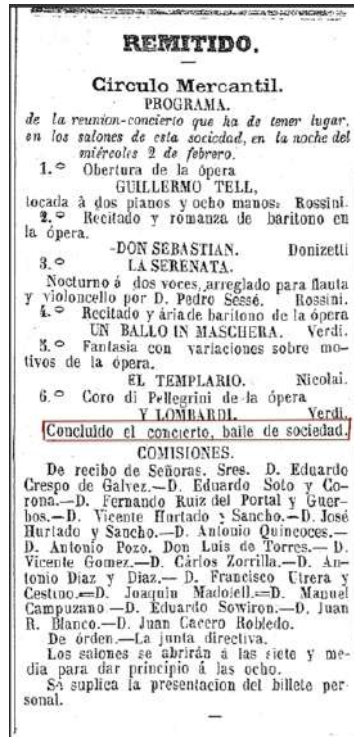 REMITIDO.
Círculo Mercantil.
PROGRAMA.
de la reunion-concierto que ha de tener lugar,
en los salones de esta sociedad, en la noche del
miércoles 2 de febrero.
1.º Obertura de la ópera
GUILLERMO TELL,
tocada á dos pianos y ocho manos: Rossini.
2.º Recitado y romanza de baritono en
la ópera.
-DON SEBASTIAN. Donizetti
3.º LA SERENATA.
Nocturno á dos voces, arreglado para flauta
y violoncello por D. Pedro Sessé. Rossini.
4.º Recitado y ária de baritono de la ópera
UN BALLO IN MASCHERA. Verdi.
5.º Fantasia con variaciones sobre mo-
tivos de la ópera.
EL TEMPLARIO. Nicolai.
6.º Coro di Pellegrini de la ópera
Y LOMBARDI. Verdi.
Concluido el concierto, baile de sociedad.
COMISIONES.
De recibo de Señoras. Sres. D. Eduardo
Crespo de Galvez.—D. Eduardo Soto y Co-
rona.—D. Fernando Ruiz del Portal y Guer-
bos.—D. Vicente Hurtado y Sancho.—D. José
Hurtado y Sancho.—D. Antonio Quincoces.—
D. Antonio Pozo. Don Luis de Torres.—D.
Vicente Gomez.—D. Cárlos Zorrilla.—D. An-
tonio Diaz y Diaz.—D. Francisco Utrera y
Cestino.=D. Joaquin Madolell.=D. Manuel
Campuzano.—D. Eduardo Sowiron.—D. Juan
R. Blanco.—D. Juan Cacero Robledo.
De órden.—La junta directiva.
Los salones se abrirán á las siete y me-
dia para dar principio á las ocho.
Se suplica la presentacion del billete per
sonal.